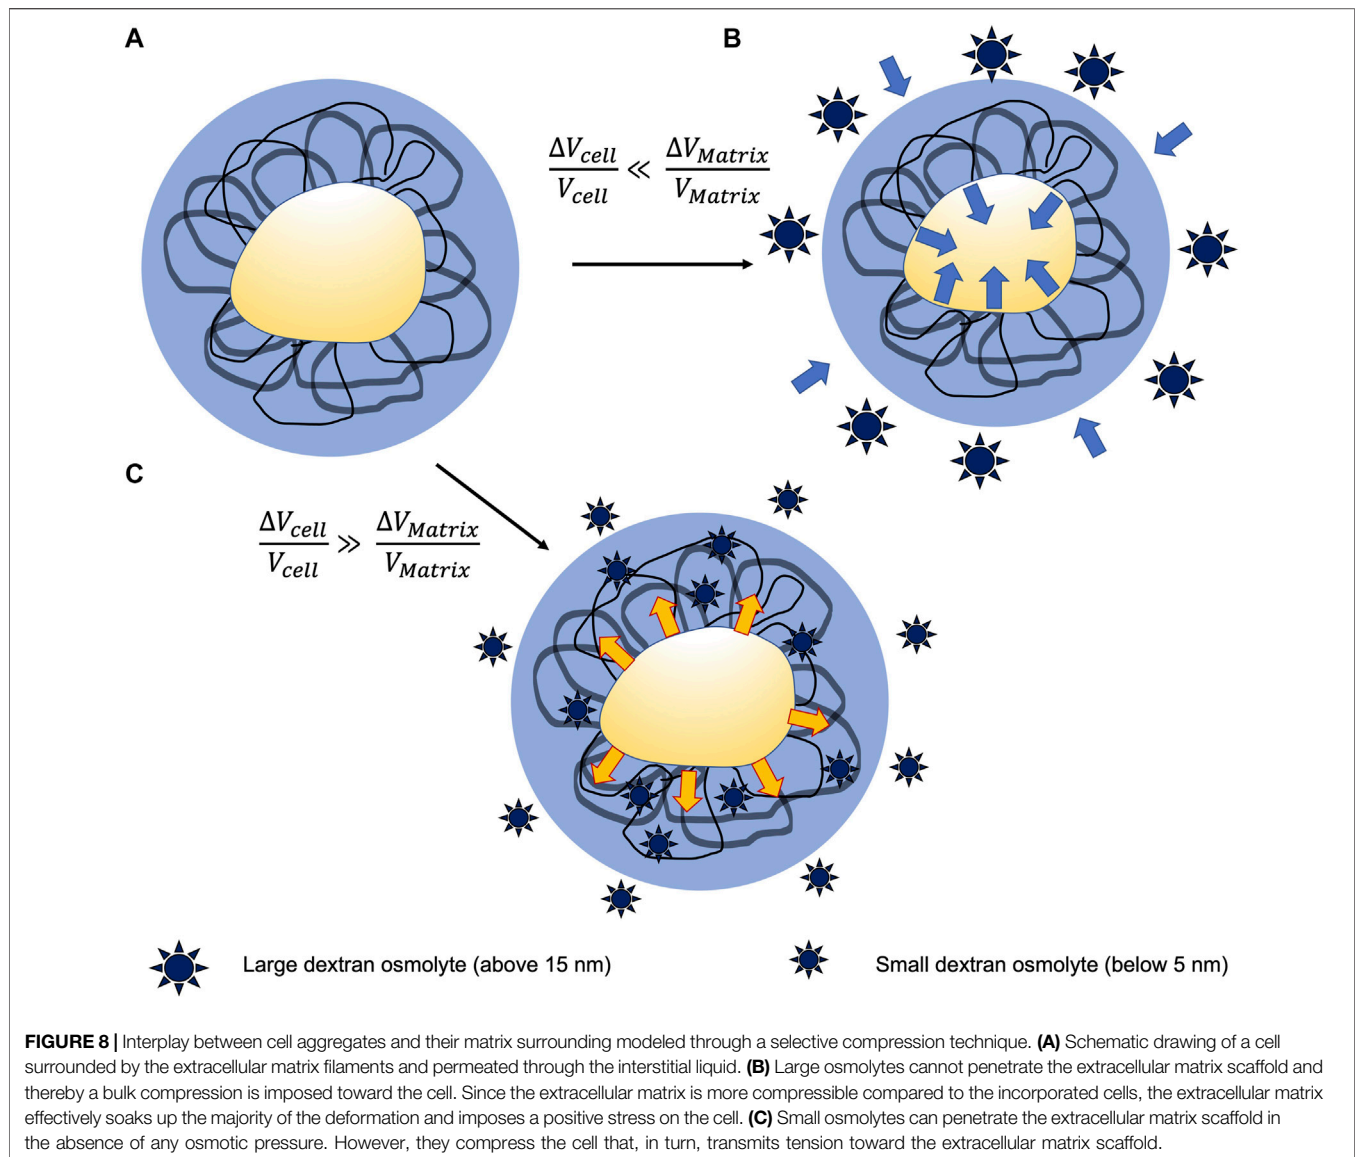 A
B
ΔV_cell / V_cell ≪ ΔV_Matrix / V_Matrix
C
ΔV_cell / V_cell ≫ ΔV_Matrix / V_Matrix
Large dextran osmolyte (above 15 nm)
Small dextran osmolyte (below 5 nm)
FIGURE 8 | Interplay between cell aggregates and their matrix surrounding modeled through a selective compression technique. (A) Schematic drawing of a cell
surrounded by the extracellular matrix filaments and permeated through the interstitial liquid. (B) Large osmolytes cannot penetrate the extracellular matrix scaffold and
thereby a bulk compression is imposed toward the cell. Since the extracellular matrix is more compressible compared to the incorporated cells, the extracellular matrix
effectively soaks up the majority of the deformation and imposes a positive stress on the cell. (C) Small osmolytes can penetrate the extracellular matrix scaffold in
the absence of any osmotic pressure. However, they compress the cell that, in turn, transmits tension toward the extracellular matrix scaffold.